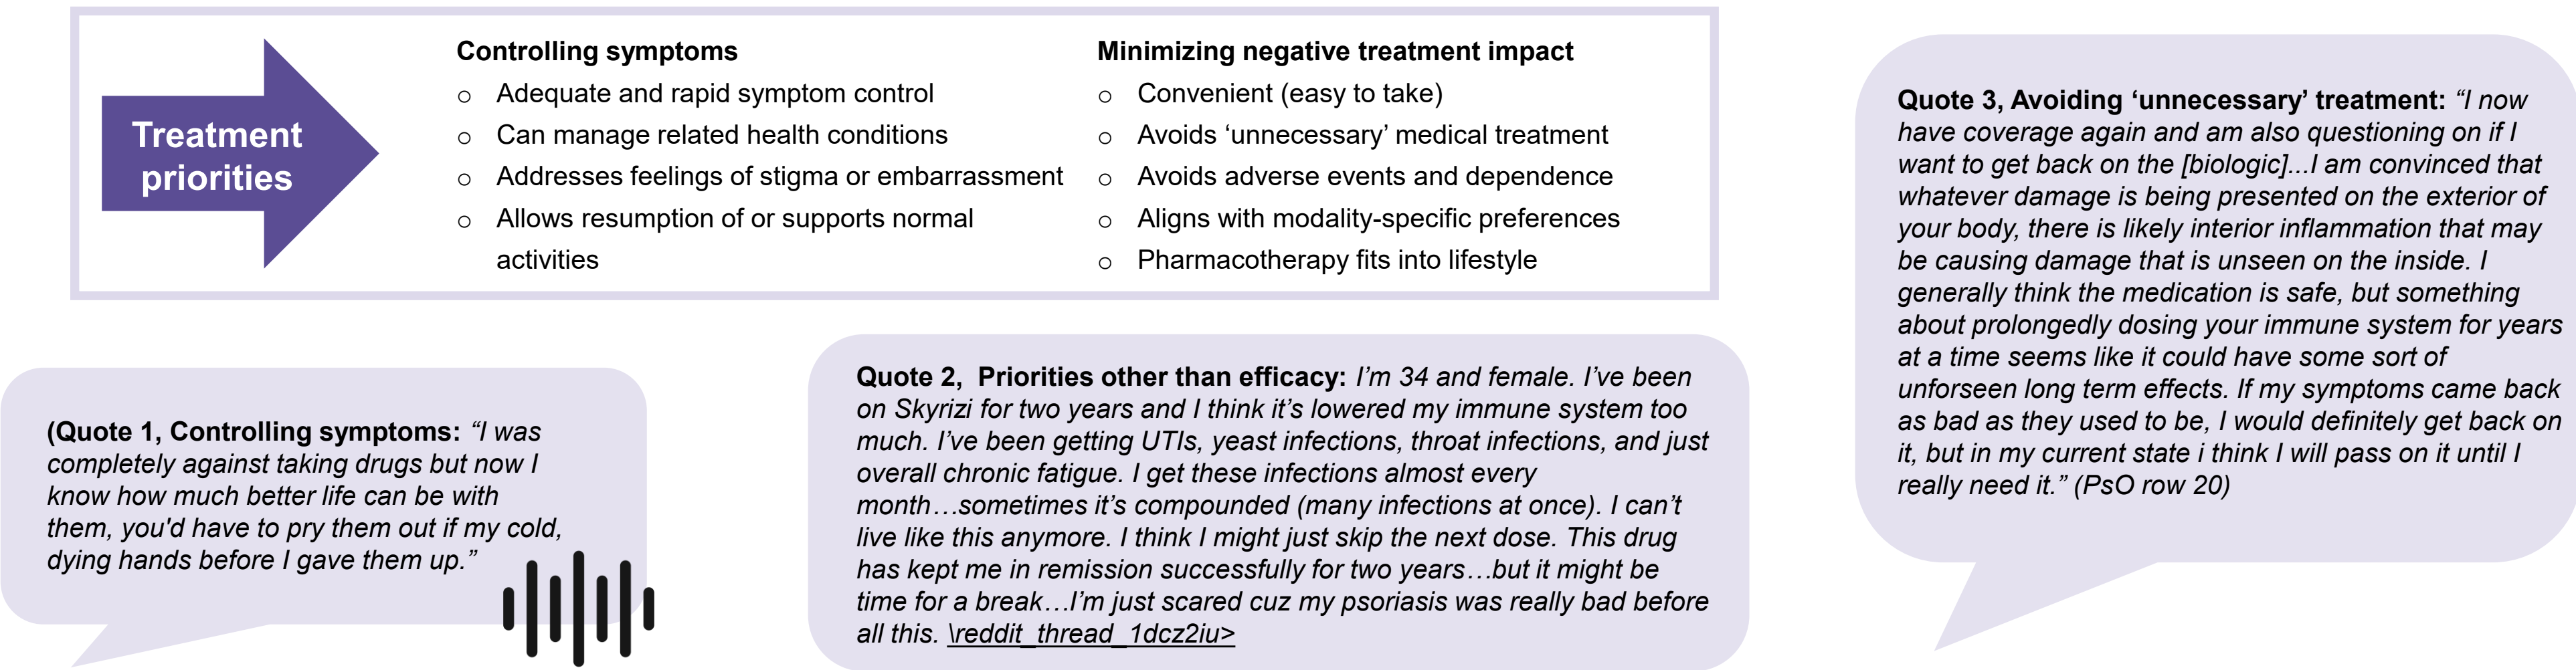 Treatment
priorities
Controlling symptoms
○ Adequate and rapid symptom control
○ Can manage related health conditions
○ Addresses feelings of stigma or embarrassment
○ Allows resumption of or supports normal
activities
Minimizing negative treatment impact
○ Convenient (easy to take)
○ Avoids ‘unnecessary’ medical treatment
○ Avoids adverse events and dependence
○ Aligns with modality-specific preferences
○ Pharmacotherapy fits into lifestyle
(Quote 1, Controlling symptoms: “I was
completely against taking drugs but now I
know how much better life can be with
them, you'd have to pry them out if my cold,
dying hands before I gave them up.”
Quote 2,  Priorities other than efficacy: I’m 34 and female. I’ve been
on Skyrizi for two years and I think it’s lowered my immune system too
much. I’ve been getting UTIs, yeast infections, throat infections, and just
overall chronic fatigue. I get these infections almost every
month…sometimes it’s compounded (many infections at once). I can’t
live like this anymore. I think I might just skip the next dose. This drug
has kept me in remission successfully for two years…but it might be
time for a break…I’m just scared cuz my psoriasis was really bad before
all this. \reddit_thread_1dcz2iu>
Quote 3, Avoiding ‘unnecessary’ treatment: “I now
have coverage again and am also questioning on if I
want to get back on the [biologic]...I am convinced that
whatever damage is being presented on the exterior of
your body, there is likely interior inflammation that may
be causing damage that is unseen on the inside. I
generally think the medication is safe, but something
about prolongedly dosing your immune system for years
at a time seems like it could have some sort of
unforseen long term effects. If my symptoms came back
as bad as they used to be, I would definitely get back on
it, but in my current state i think I will pass on it until I
really need it.” (PsO row 20)